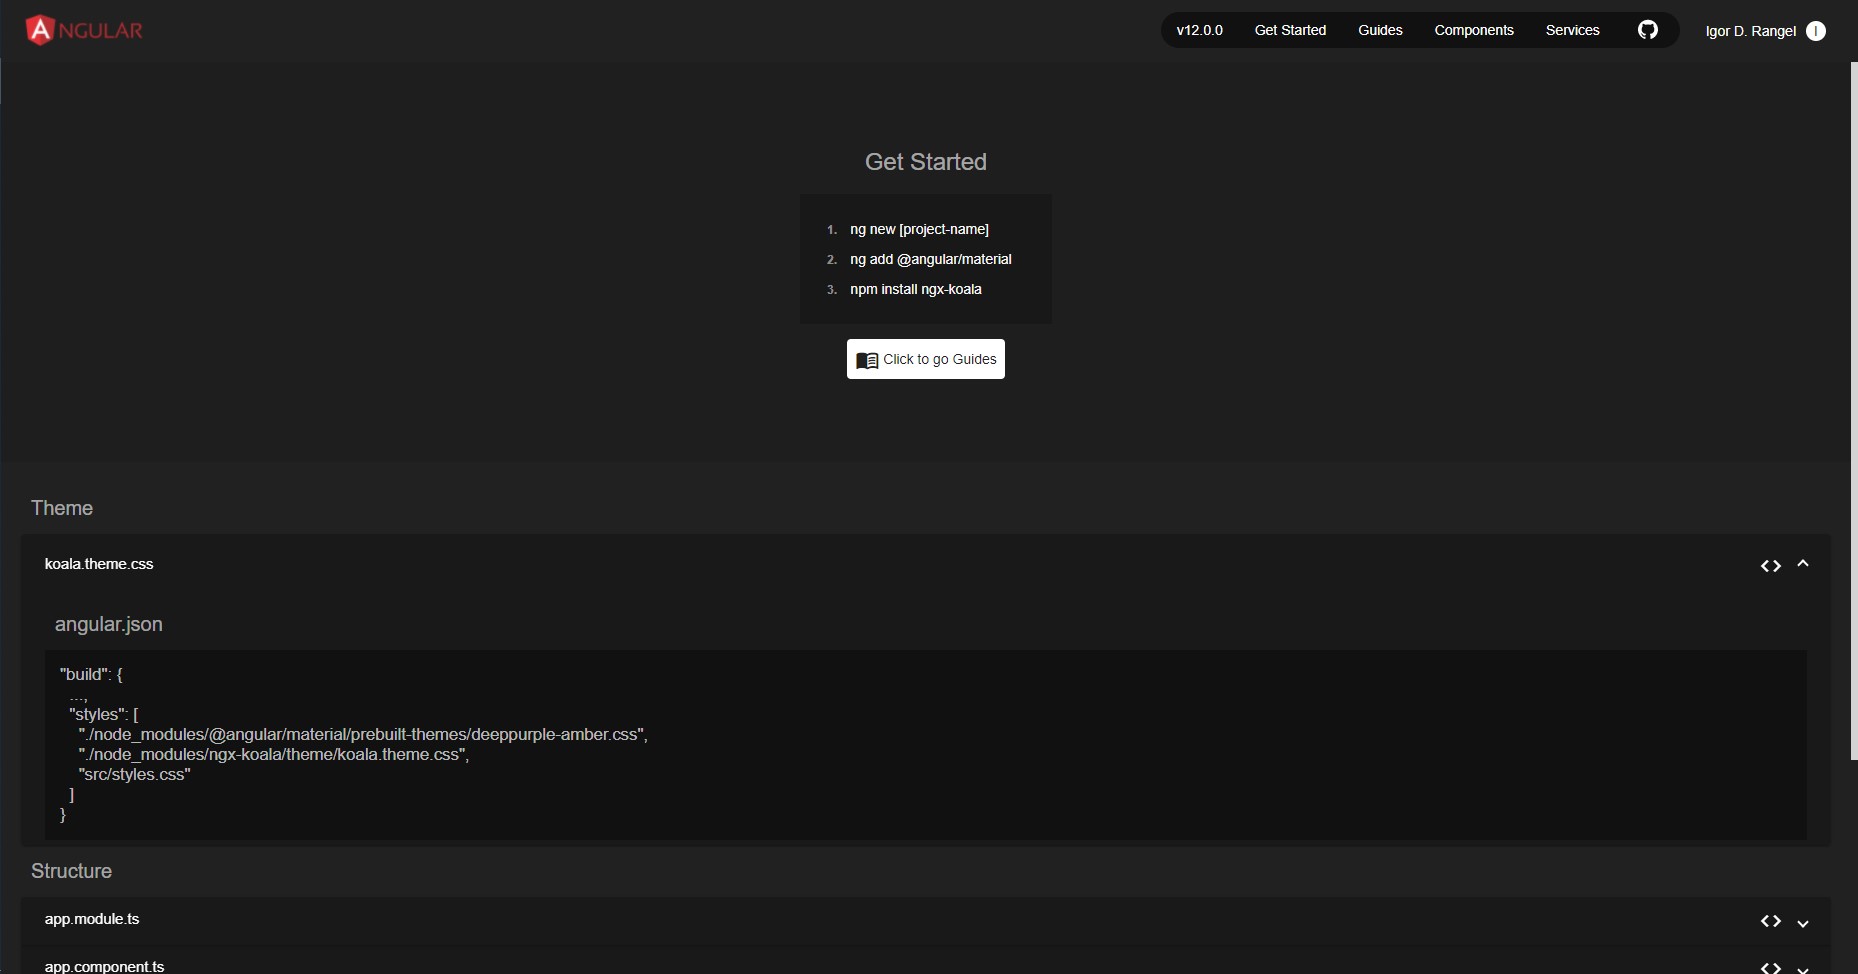 ANGULAR
v12.0.0 Get Started Guides Components Services Igor D. Rangel I
Get Started
1. ng new [project-name]
2. ng add @angular/material
3. npm install ngx-koala
Click to go Guides
Theme
koala.theme.css
angular.json
"build": {
...,
"styles": [
"./node_modules/@angular/material/prebuilt-themes/deeppurple-amber.css",
"./node_modules/ngx-koala/theme/koala.theme.css",
"src/styles.css"
]
}
Structure
app.module.ts
app.component.ts